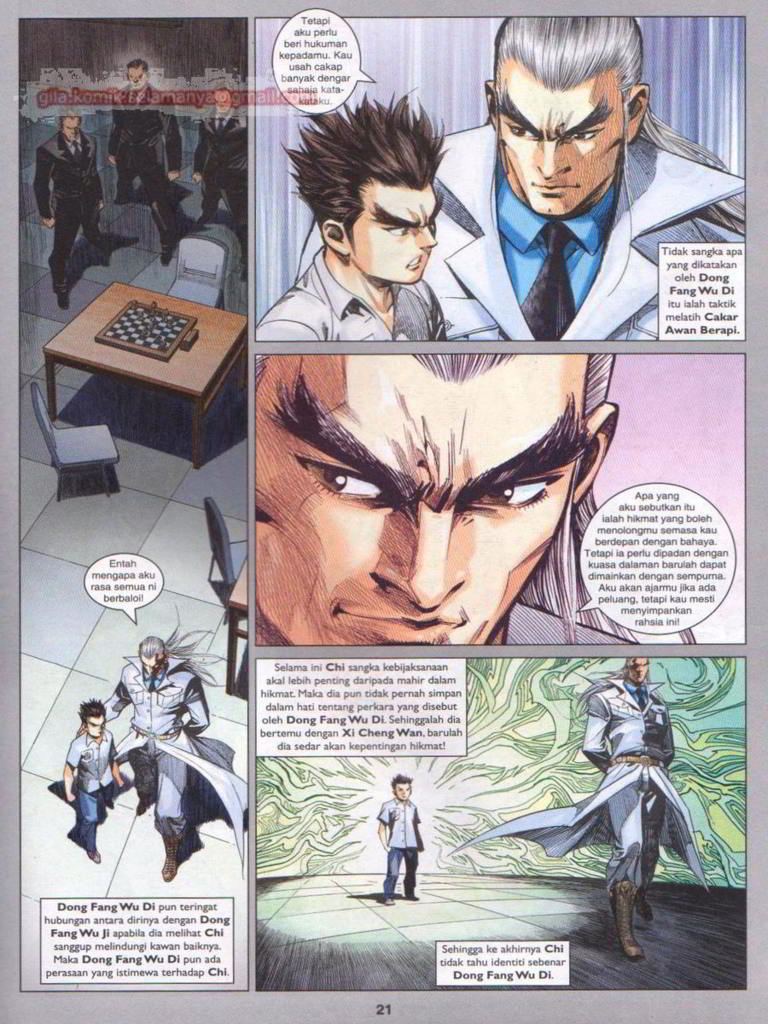 gila-komik-selamanya@gmail.com
Entah
mengapa aku
rasa semua ni
berbaloi!
Dong Fang Wu Di pun teringat
hubungan antara dirinya dengan Dong
Fang Wu Ji apabila dia melihat Chi
sanggup melindungi kawan baiknya.
Maka Dong Fang Wu Di pun ada
perasaan yang istimewa terhadap Chi.
Tetapi
aku perlu
beri hukuman
kepadamu. Kau
usah cakap
banyak dengan
sahaja kata-
kataku.
Tidak sangka apa
yang dikatakan
oleh Dong
Fang Wu Di
itu ialah taktik
melatih Cakar
Awan Berapi.
Apa yang
aku sebutkan itu
ialah hikmat yang boleh
menolongmu semasa kau
berdepan dengan bahaya.
Tetapi ia perlu dipadan dengan
kuasa dalaman barulah dapat
dimainkan dengan sempurna.
Aku akan ajarmu jika ada
peluang, tetapi kau mesti
menyimpankan
rahsia ini!
Selama ini Chi sangka kebijaksanaan
akal lebih penting daripada mahir dalam
hikmat. Maka dia pun tidak pernah simpan
dalam hati tentang perkara yang disebut
oleh Dong Fang Wu Di. Sehinggalah dia
bertemu dengan Xi Cheng Wan, barulah
dia sedar akan kepentingan hikmat!
Sehingga ke akhirnya Chi
tidak tahu identiti sebenar
Dong Fang Wu Di.
21